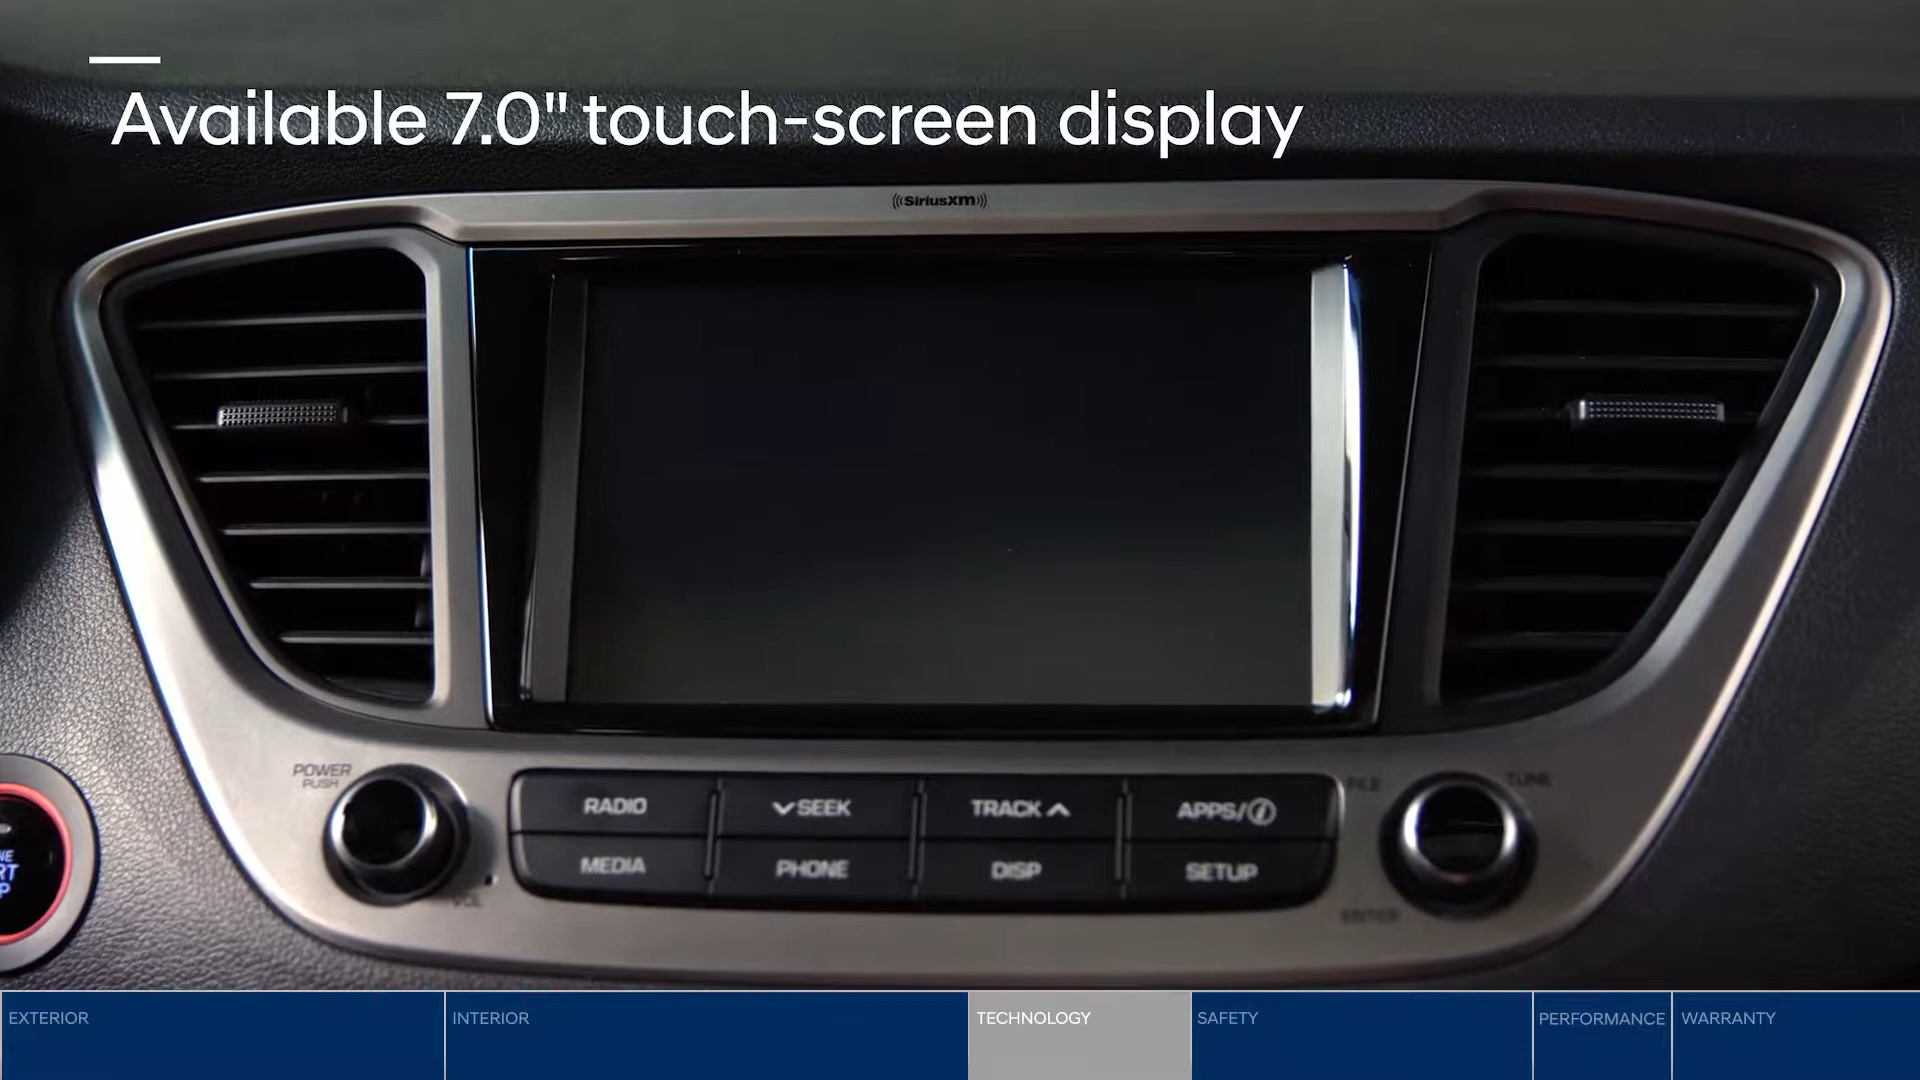 Available 7.0" touch-screen display
((SiriusXM))
POWER
PUSH
RADIO
SEEK
TRACK
APPS/i
FILE
TUNE
MEDIA
PHONE
DISP
SETUP
VOL
ENTER
EXTERIOR
INTERIOR
TECHNOLOGY
SAFETY
PERFORMANCE
WARRANTY